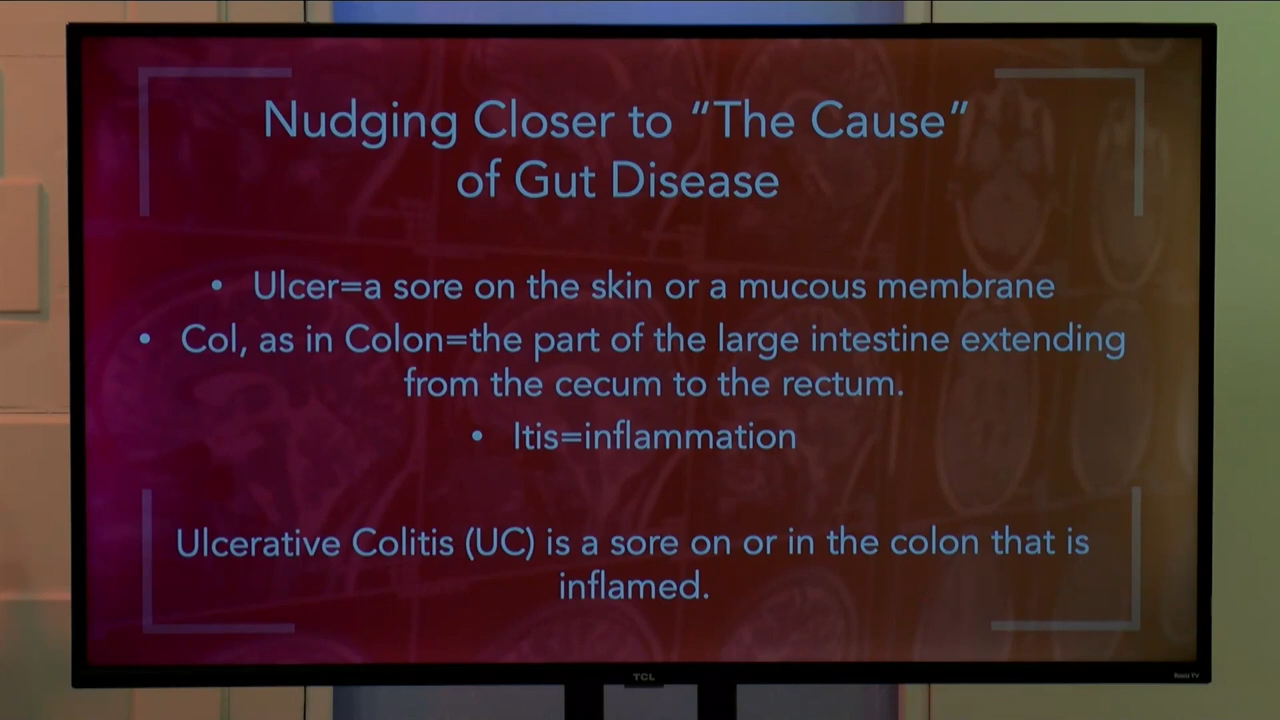 Nudging Closer to “The Cause”
of Gut Disease
• Ulcer=a sore on the skin or a mucous membrane
• Col, as in Colon=the part of the large intestine extending
from the cecum to the rectum.
• Itis=inflammation
Ulcerative Colitis (UC) is a sore on or in the colon that is
inflamed.
TCL
Roku TV